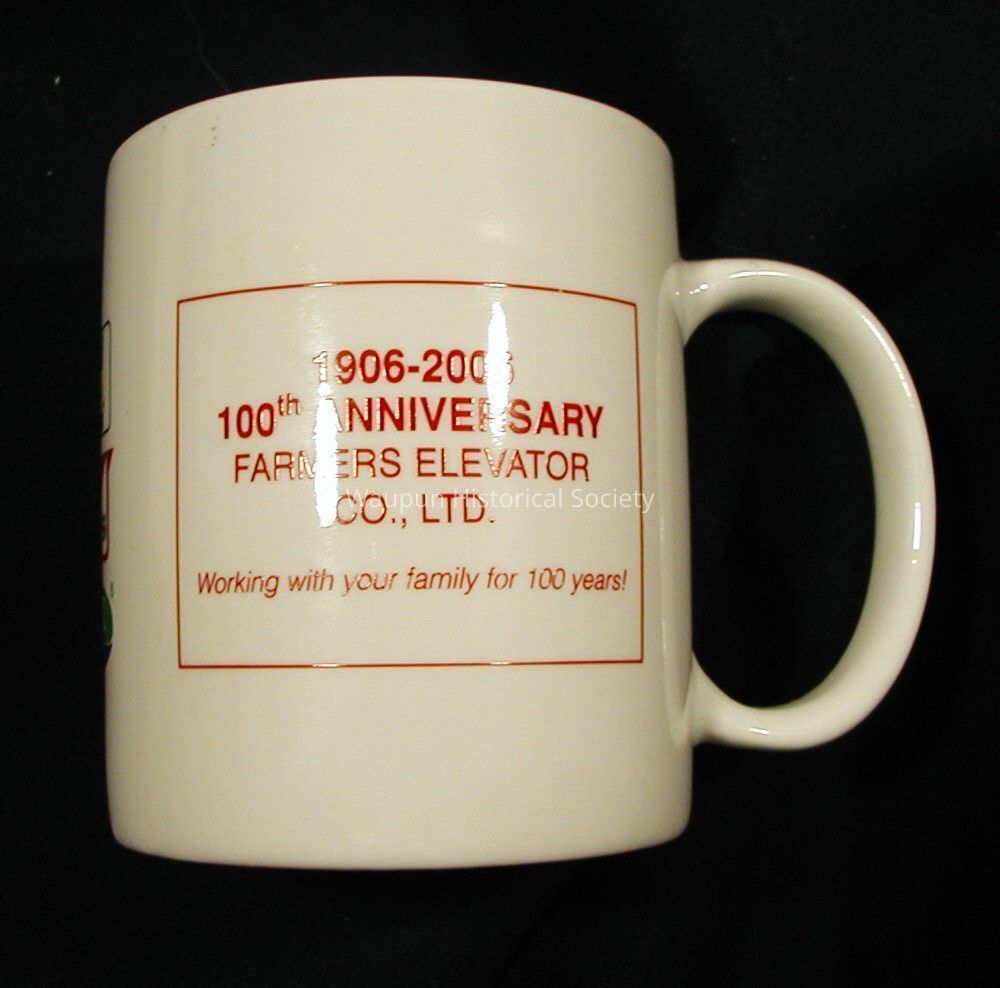 1906-2006
100th ANNIVERSARY
FARMERS ELEVATOR
CO., LTD.
Waupun Historical Society
Working with your family for 100 years!